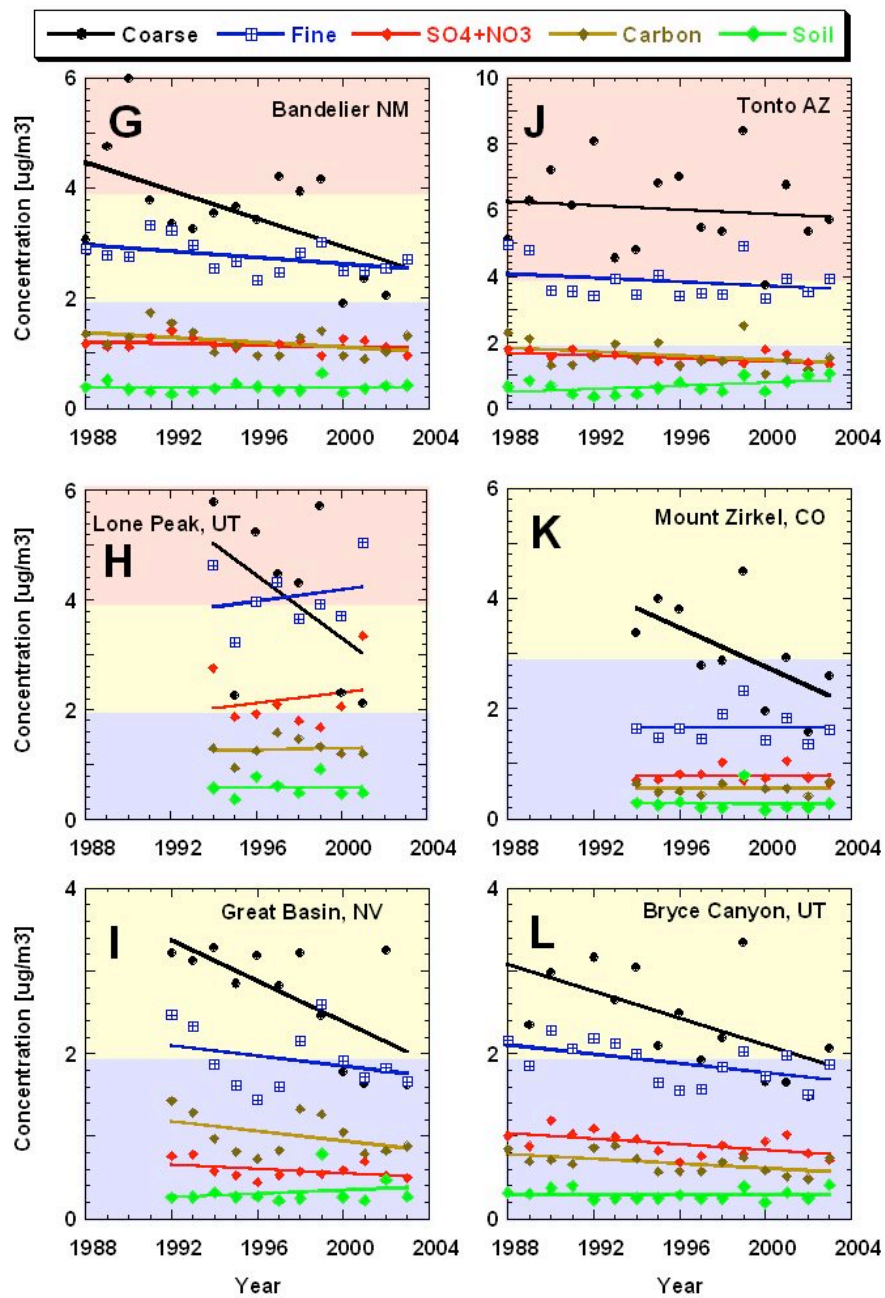 Coarse Fine SO4+NO3 Carbon Soil
G
Bandelier NM
Concentration [ug/m3]
6
4
2
0
1988 1992 1996 2000 2004
J
Tonto AZ
10
8
6
4
2
0
1988 1992 1996 2000 2004
Lone Peak, UT
H
Concentration [ug/m3]
6
4
2
0
1988 1992 1996 2000 2004
K
Mount Zirkel, CO
6
4
2
0
1988 1992 1996 2000 2004
I
Great Basin, NV
Concentration [ug/m3]
4
2
0
1988 1992 1996 2000 2004
Year
L
Bryce Canyon, UT
4
2
0
1988 1992 1996 2000 2004
Year